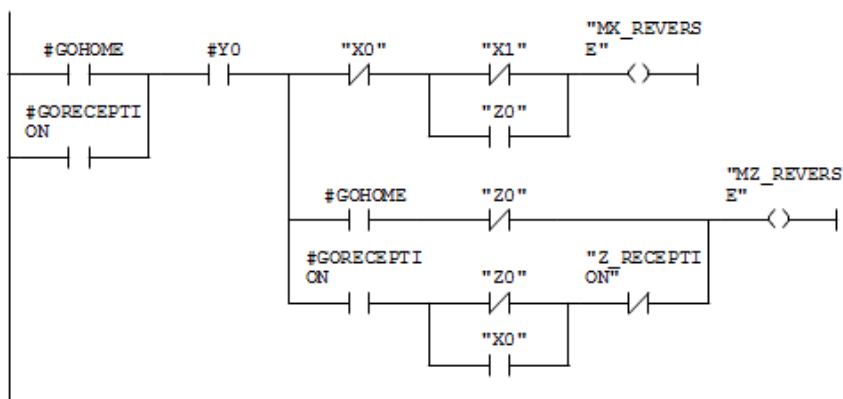 "MX_REVERS
#GOHOME #Y0 "X0" "X1" E"
#GORECEPTI "Z0"
ON
"MZ_REVERS
#GOHOME "Z0" E"
#GORECEPTI "Z_RECEPTI
ON "Z0" ON"
"X0"